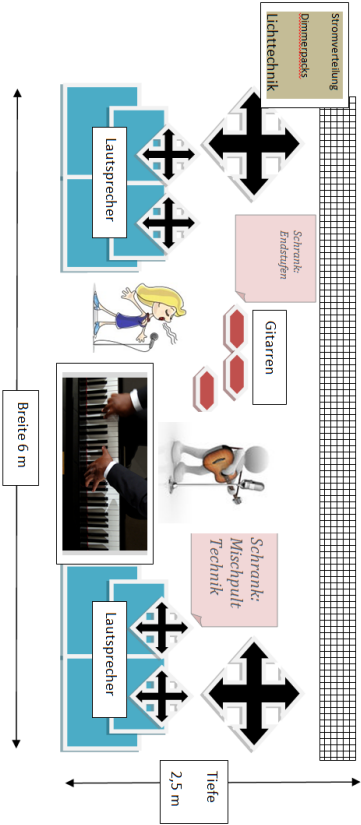 Stromverteilung
Dimmerpacks
Lichttechnik
Schrank:
Endstufen
Gitarren
Schrank:
Mischpult
Technik
Tiefe
2,5 m
Lautsprecher
Lautsprecher
Breite 6 m